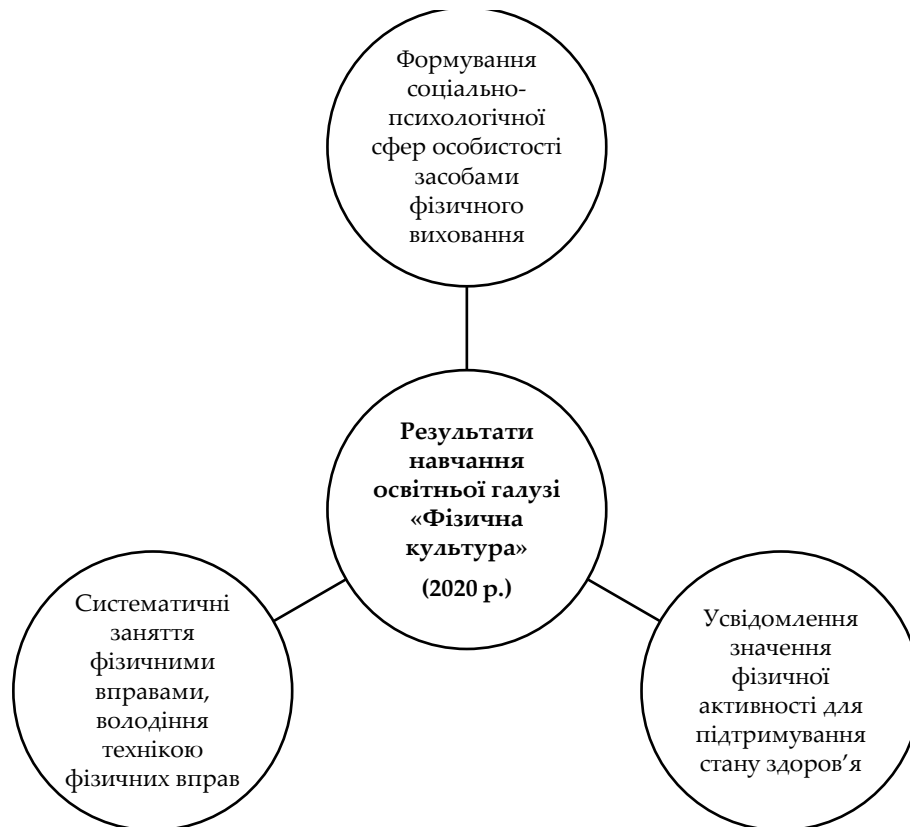 Формування
соціально-
психологічної
сфер особистості
засобами
фізичного
виховання
Результати
навчання
освітньої галузі
«Фізична
культура»
(2020 р.)
Систематичні
заняття
фізичними
вправами,
володіння
технікою
фізичних вправ
Усвідомлення
значення
фізичної
активності для
підтримування
стану здоров’я